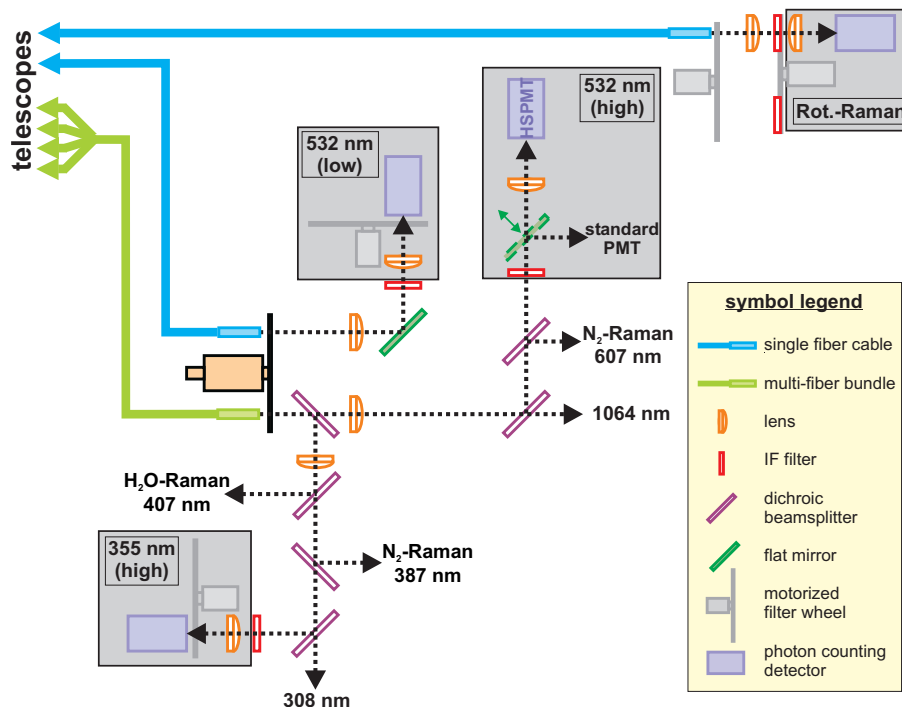 telescopes
532 nm
(low)
HSPMT
532 nm
(high)
standard
PMT
Rot.-Raman
N₂-Raman
607 nm
1064 nm
H₂O-Raman
407 nm
N₂-Raman
387 nm
355 nm
(high)
308 nm
symbol legend
single fiber cable
multi-fiber bundle
lens
IF filter
dichroic
beamsplitter
flat mirror
motorized
filter wheel
photon counting
detector